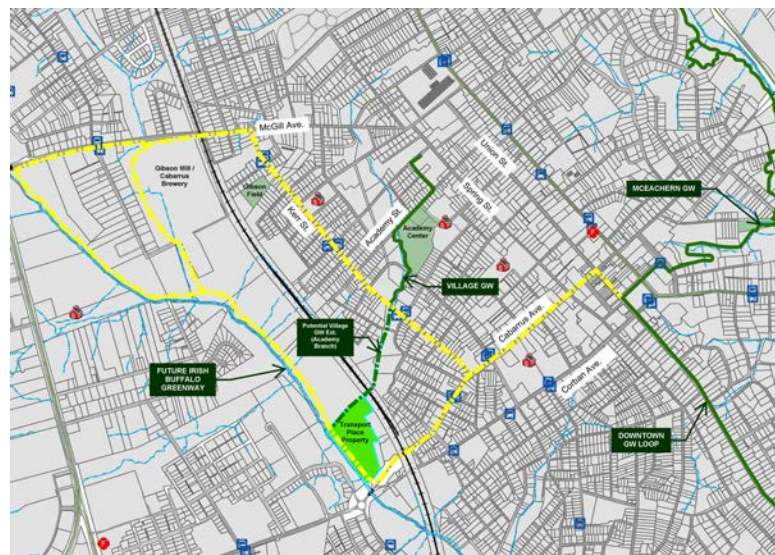 McGill Ave.
Gibson Mill /
Cabarrus
Brewery
Gibson
Field
Kerr St.
Academy St.
Academy
Center
Spring St.
Union St.
MCEACHERN GW
VILLAGE GW
Cabarrus Ave.
Corban Ave.
Potential Village
GW Ext.
(Academy
Branch)
FUTURE IRISH
BUFFALO
GREENWAY
Transport
Place
Property
DOWNTOWN
GW LOOP